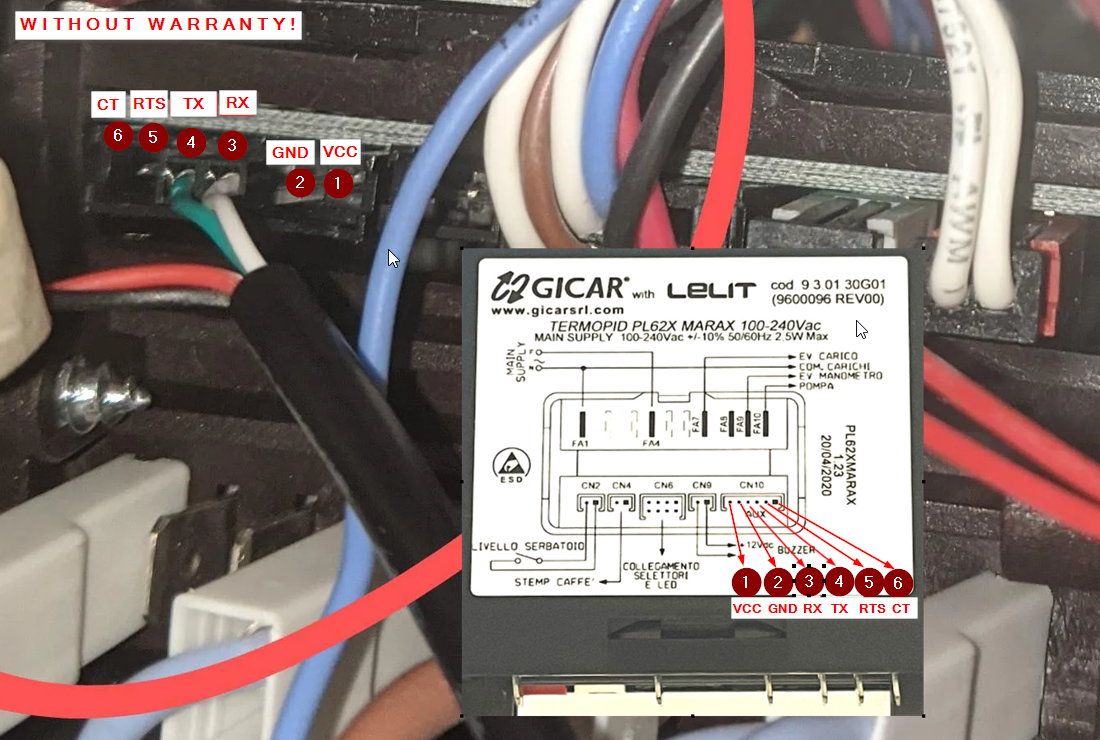 WITHOUT WARRANTY!
CT RTS TX RX
6 5 4 3
GND VCC
2 1
GICAR® with LELIT cod 9 3.01 30G01
(9600096 REV00)
www.gicarsrl.com
TERMOPID PL62X MARAX 100-240Vac
MAIN SUPPLY 100-240Vac +/-10% 50/60Hz 2,5W Max
MAIN SUPPLY
F
N
EV CARICO
COM. CARICHI
EV MANOMETRO
POMPA
FA1 FA4 FA7 FA8 FA9 FA10
ESD
PL62XMARAX
1.23
20/04/2020
CN2 CN4 CN6 CN9 CN10
AUX
LIVELLO SERBATOIO
+ 12Vdc BUZZER
STEMP CAFFE'
COLLEGAMENTO
SELETTORI
E LED
1 2 3 4 5 6
VCC GND RX TX RTS CT
AWM